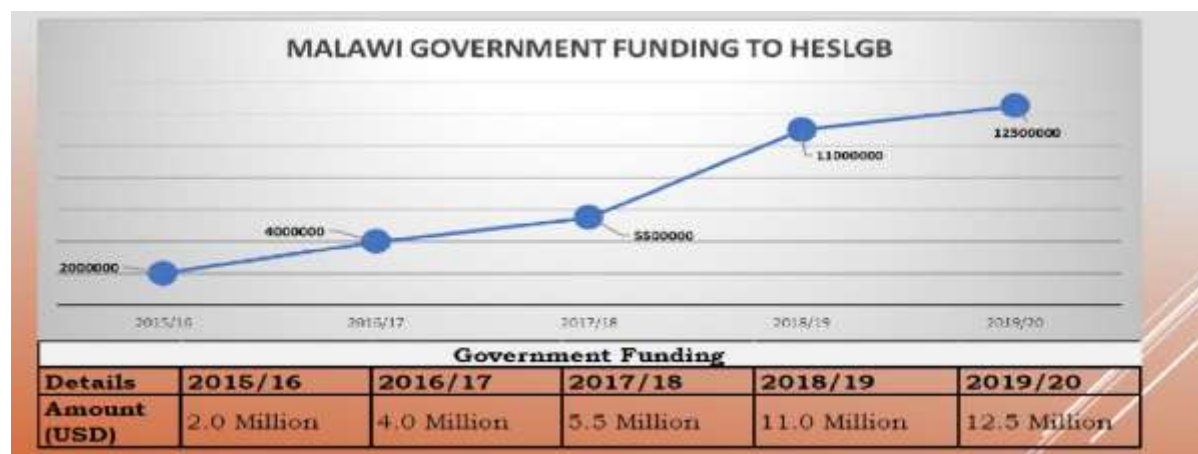 MALAWI GOVERNMENT FUNDING TO HESLGB
12500000
11000000
4000000
5500000
2000000
2015/16 2016/17 2017/18 2018/19 2019/20
Government Funding
Details 2015/16 2016/17 2017/18 2018/19 2019/20
Amount (USD) 2.0 Million 4.0 Million 5.5 Million 11.0 Million 12.5 Million